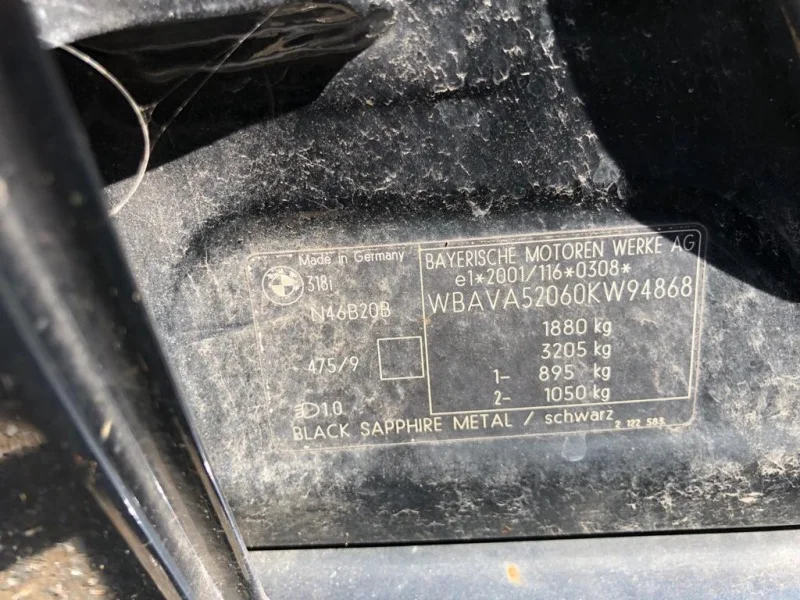 Made in Germany
318i
N46B20B
475/9
1.0
BAYERISCHE MOTOREN WERKE AG
e1*2001/116*0308*
WBAVA52060KW94868
1880 kg
3205 kg
1- 895 kg
2- 1050 kg
BLACK SAPPHIRE METAL / schwarz
2 122 583